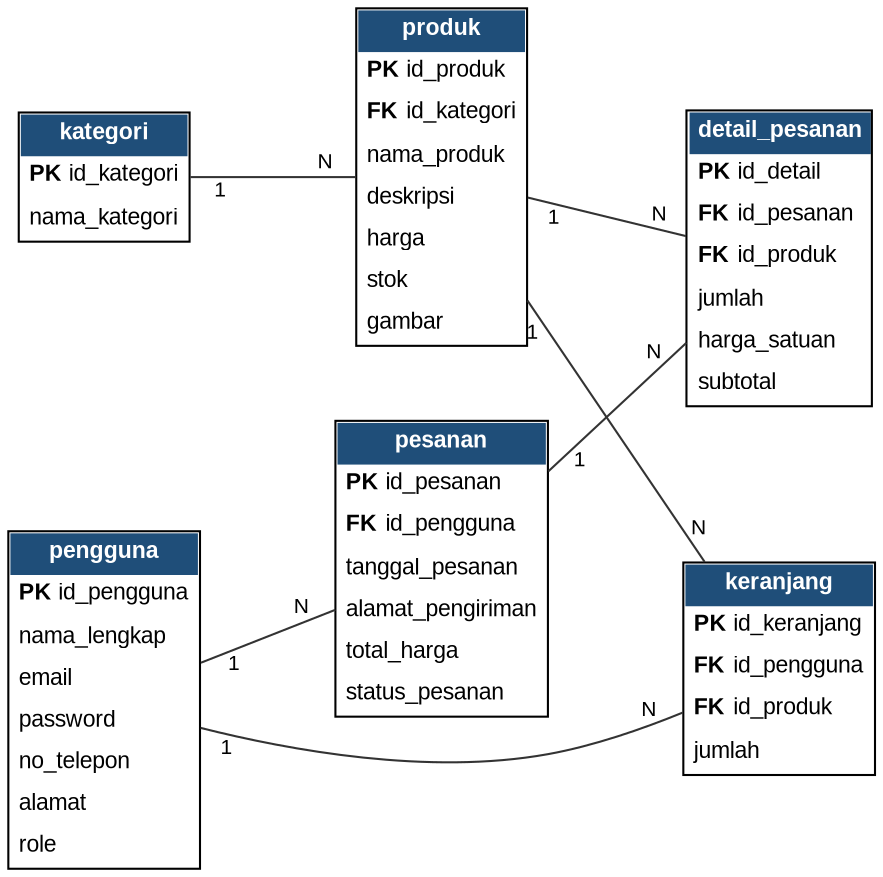 kategori
PK id_kategori
nama_kategori
1
N
produk
PK id_produk
FK id_kategori
nama_produk
deskripsi
harga
stok
gambar
1
N
1
N
detail_pesanan
PK id_detail
FK id_pesanan
FK id_produk
jumlah
harga_satuan
subtotal
pesanan
PK id_pesanan
FK id_pengguna
tanggal_pesanan
alamat_pengiriman
total_harga
status_pesanan
1
N
pengguna
PK id_pengguna
nama_lengkap
email
password
no_telepon
alamat
role
1
N
1
N
keranjang
PK id_keranjang
FK id_pengguna
FK id_produk
jumlah